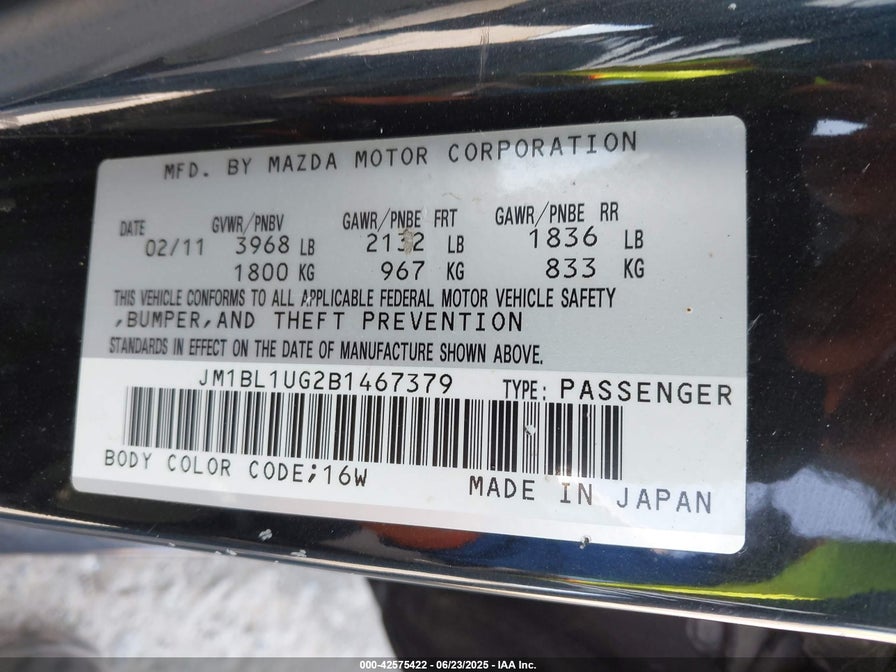 MFD. BY MAZDA MOTOR CORPORATION
DATE GVWR/PNBV GAWR/PNBE FRT GAWR/PNBE RR
02/11 3968 LB 2132 LB 1836 LB
1800 KG 967 KG 833 KG
THIS VEHICLE CONFORMS TO ALL APPLICABLE FEDERAL MOTOR VEHICLE SAFETY
,BUMPER,AND THEFT PREVENTION
STANDARDS IN EFFECT ON THE DATE OF MANUFACTURE SHOWN ABOVE.
JM1BL1UG2B1467379 TYPE: PASSENGER
BODY COLOR CODE;16W MADE IN JAPAN
000-42575422 - 06/23/2025 - IAA Inc.